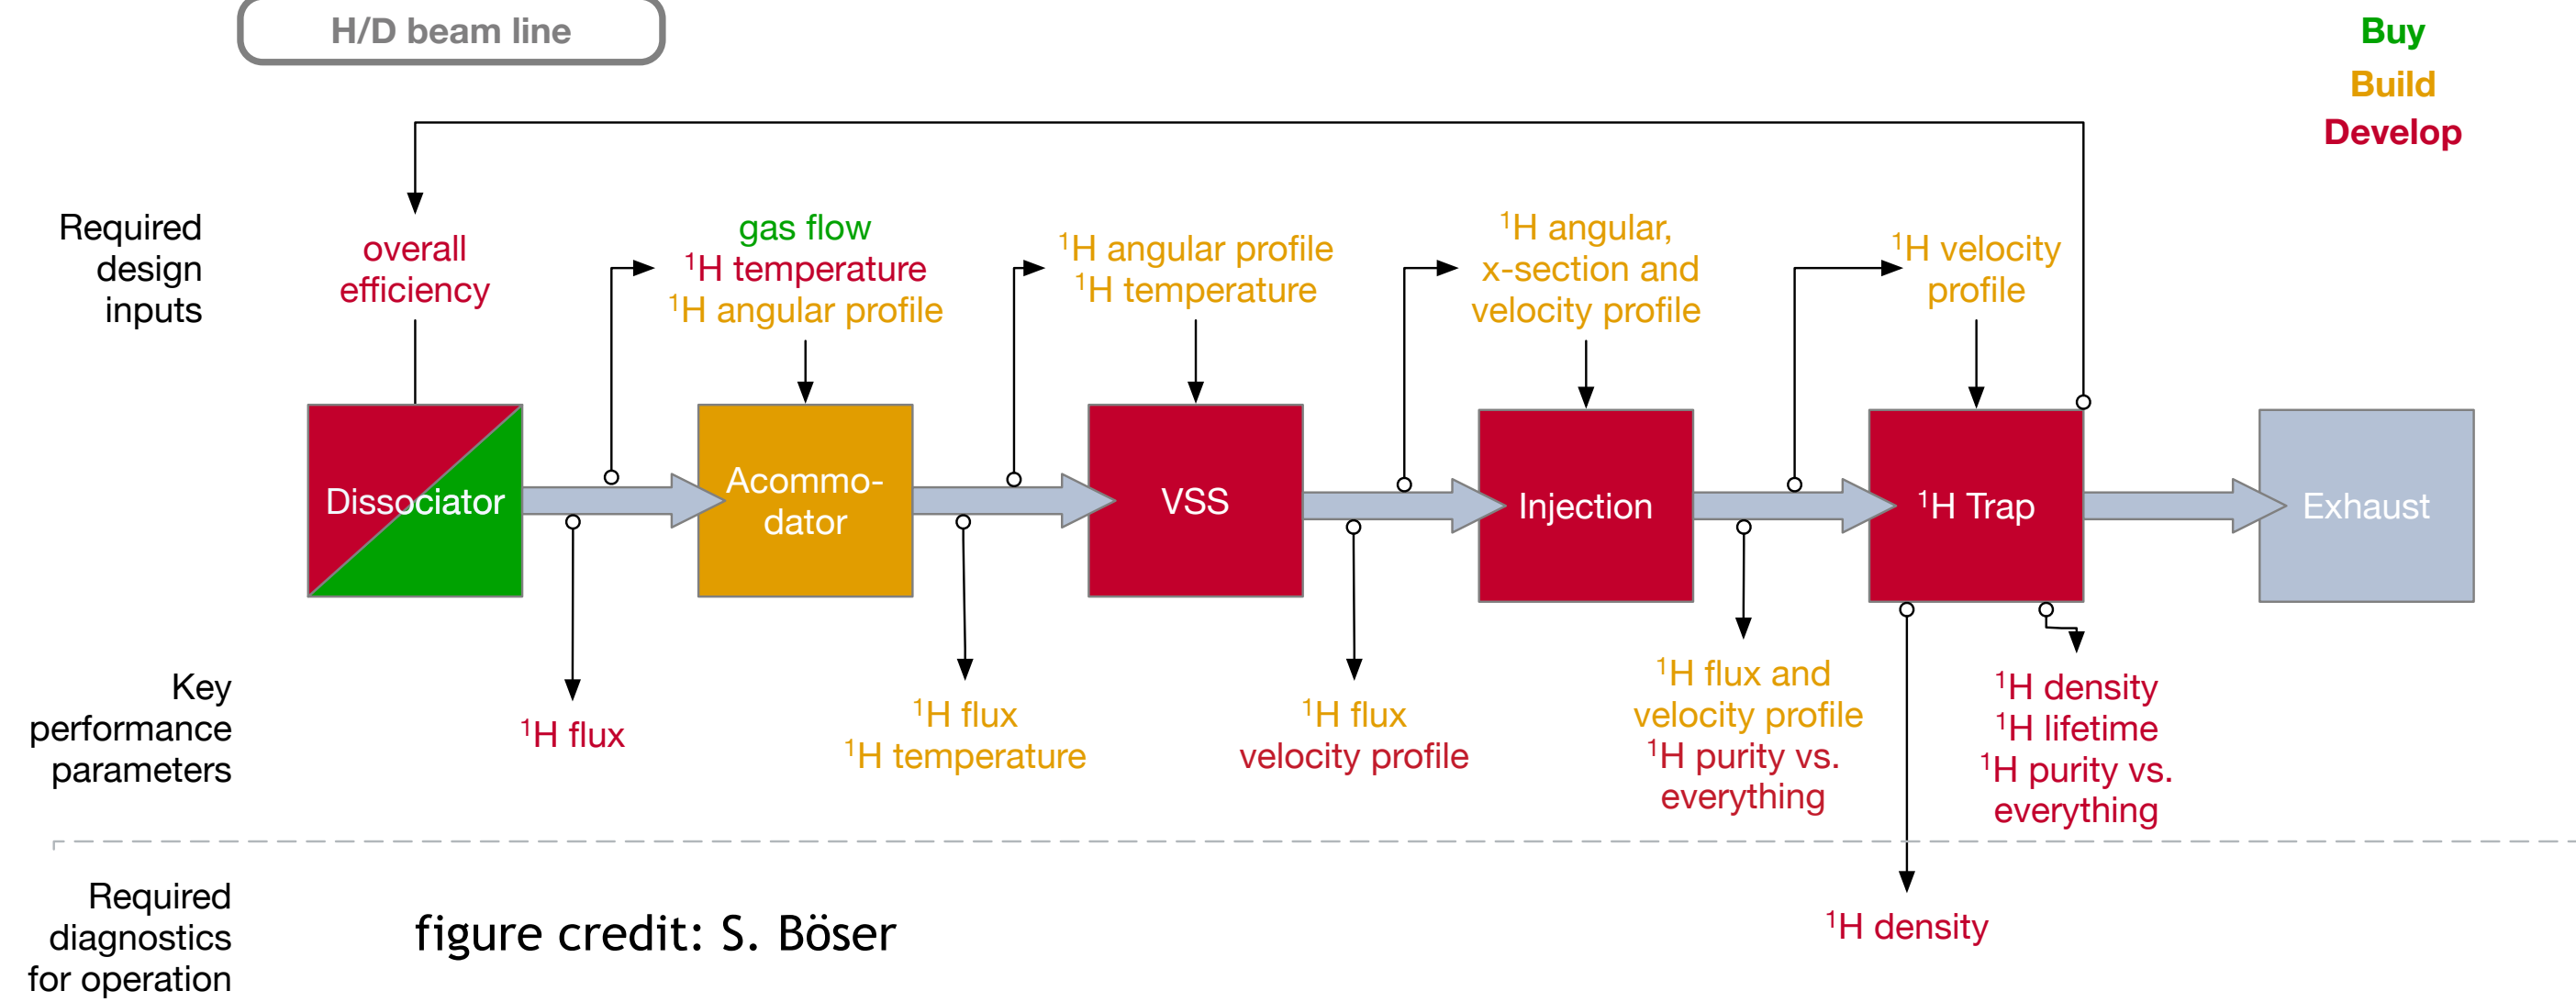 H/D beam line
Buy
Build
Develop
Required
design
inputs
overall
efficiency
gas flow
¹H temperature
¹H angular profile
¹H angular profile
¹H temperature
¹H angular,
x-section and
velocity profile
¹H velocity
profile
Dissociator
Acommo-
dator
VSS
Injection
¹H Trap
Exhaust
Key
performance
parameters
¹H flux
¹H flux
¹H temperature
¹H flux
velocity profile
¹H flux and
velocity profile
¹H purity vs.
everything
¹H density
¹H lifetime
¹H purity vs.
everything
Required
diagnostics
for operation
figure credit: S. Böser
¹H density